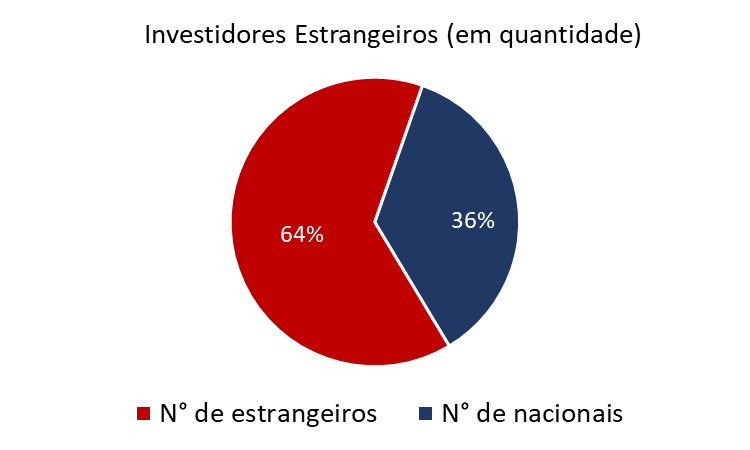 Investidores Estrangeiros (em quantidade)
36%
64%
N° de estrangeiros
N° de nacionais